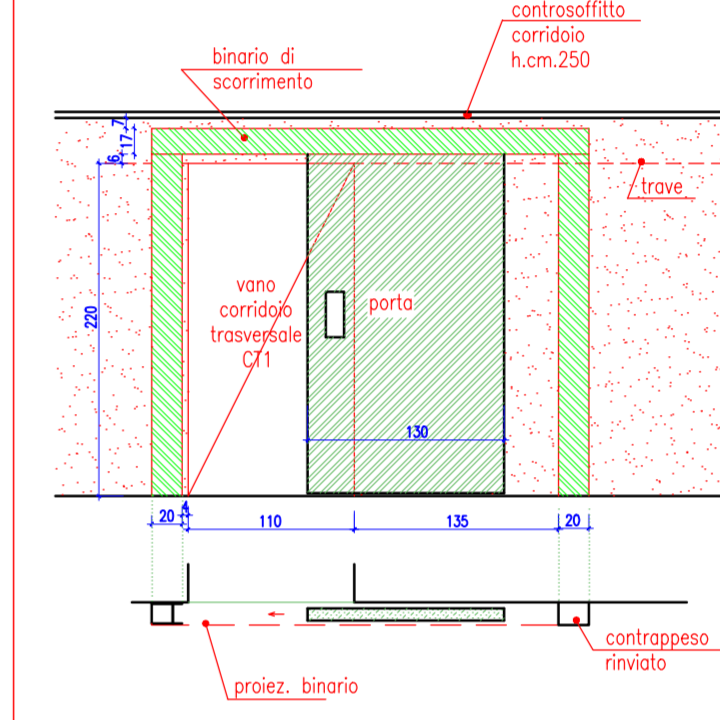 controsoffitto
corridoio
h.cm.250
binario di
scorrimento
7
17
6
trave
220
vano
corridoio
trasversale
CT1
porta
130
20
4
110
135
20
contrappeso
rinviato
proiez. binario